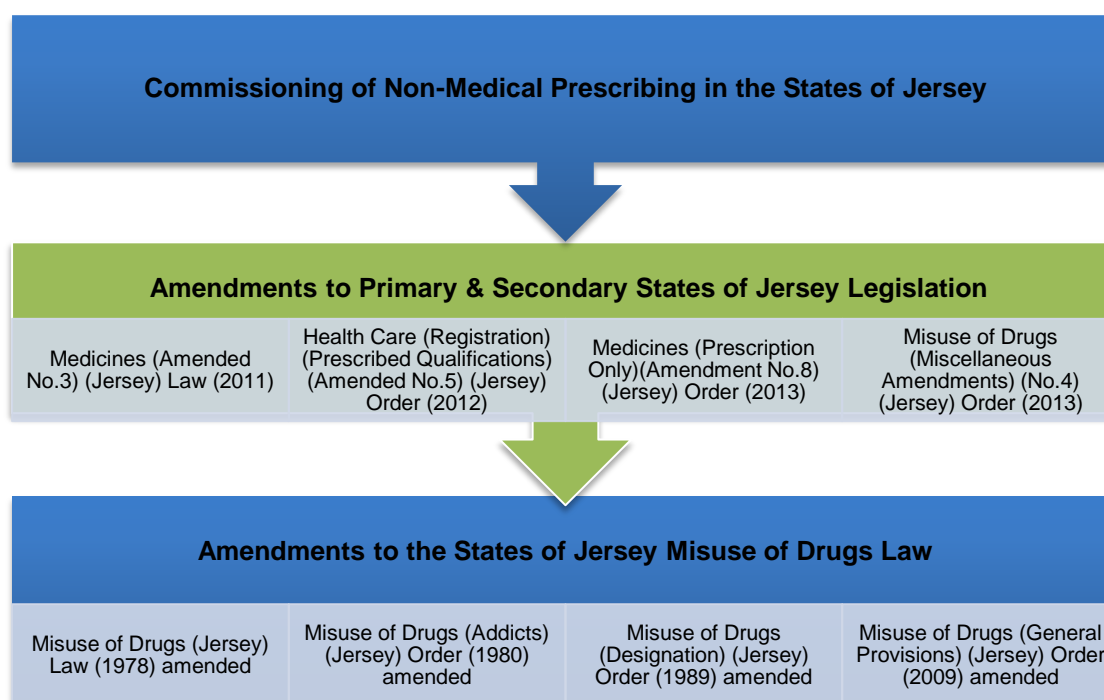 Commissioning of Non-Medical Prescribing in the States of Jersey
Amendments to Primary & Secondary States of Jersey Legislation
Medicines (Amended
No.3) (Jersey) Law (2011)
Health Care (Registration)
(Prescribed Qualifications)
(Amended No.5) (Jersey)
Order (2012)
Medicines (Prescription
Only)(Amendment No.8)
(Jersey) Order (2013)
Misuse of Drugs
(Miscellaneous
Amendments) (No.4)
(Jersey) Order (2013)
Amendments to the States of Jersey Misuse of Drugs Law
Misuse of Drugs (Jersey)
Law (1978) amended
Misuse of Drugs (Addicts)
(Jersey) Order (1980)
amended
Misuse of Drugs
(Designation) (Jersey)
Order (1989) amended
Misuse of Drugs (General
Provisions) (Jersey) Order
(2009) amended